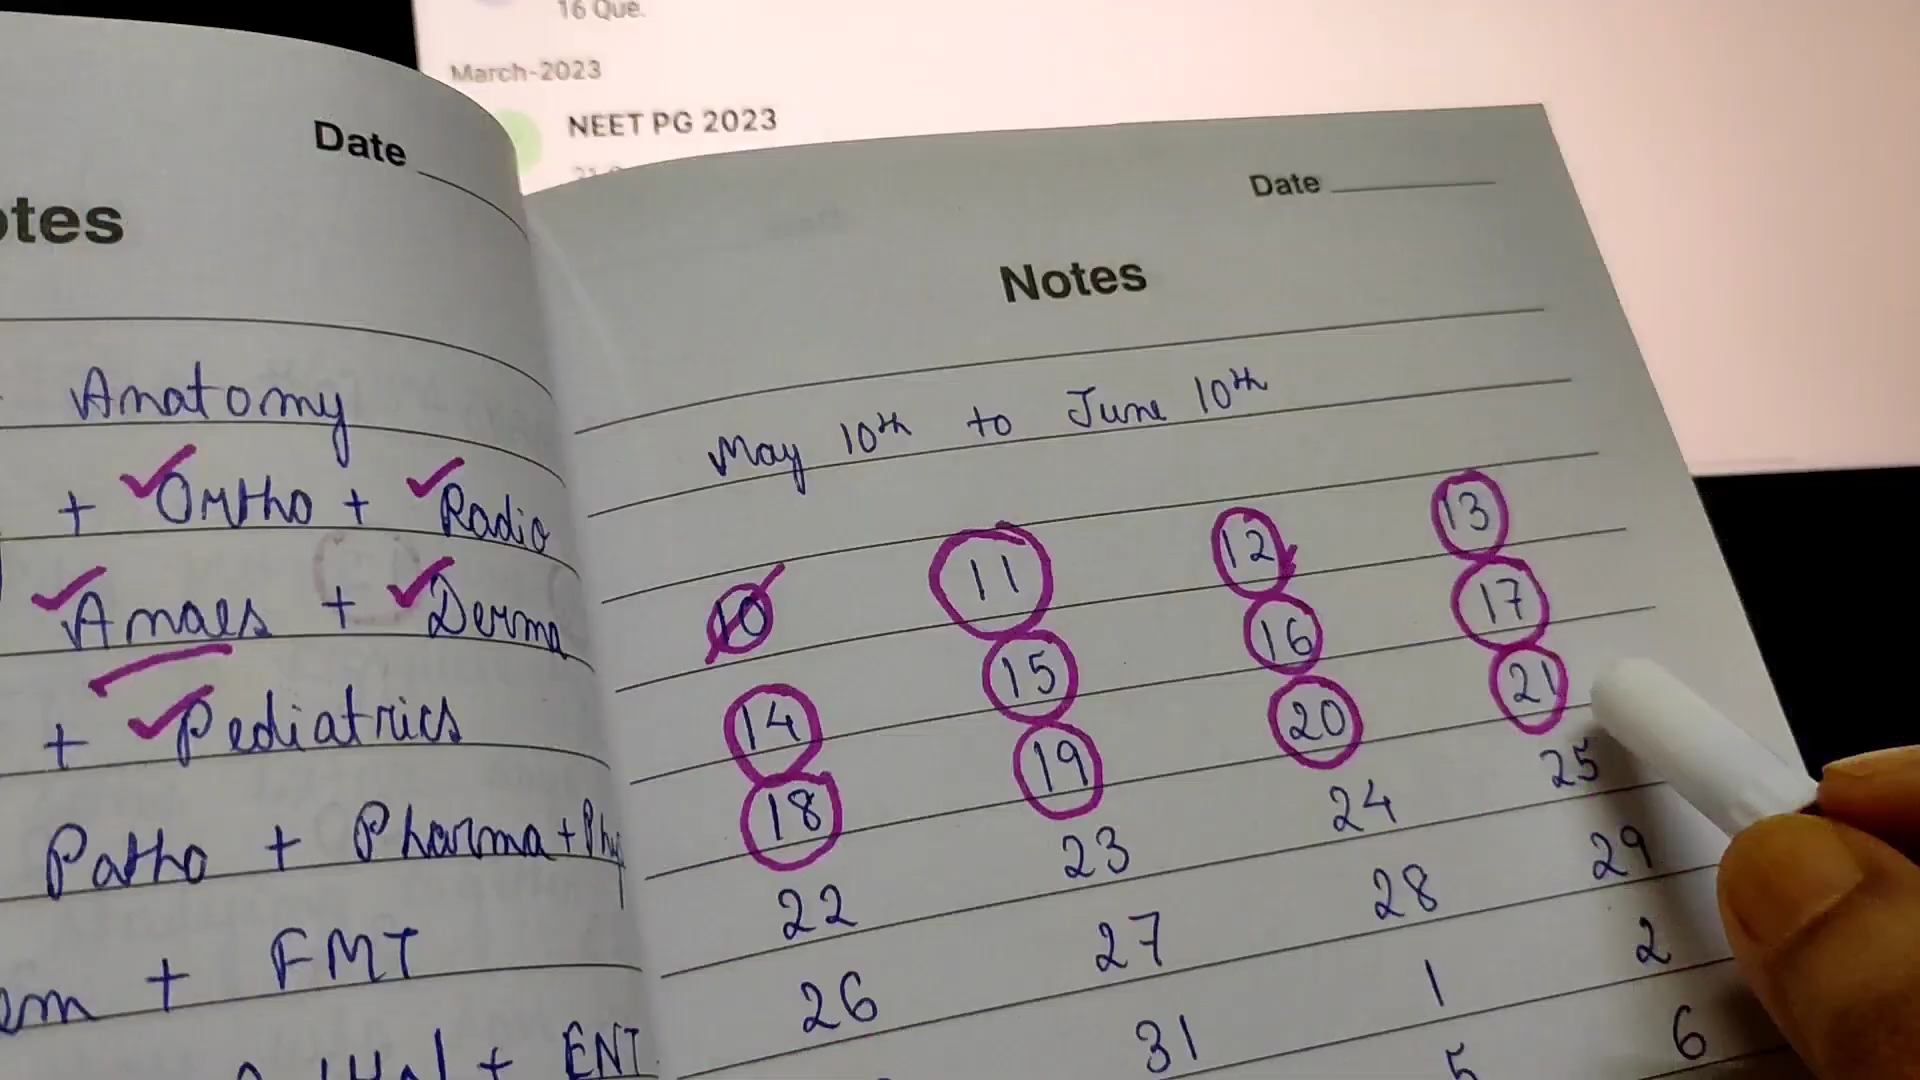 16 Que.
March-2023
NEET PG 2023
Date
Anatomy
+ Ortho + Radio
Anaes + Derma
+ Pediatrics
Patho + Pharma +
+ FMT
+ ENT
Date
Notes
May 10th to June 10th
10 11 12 13
14 15 16 17
18 19 20 21
22 23 24 25
26 27 28 29
31 1 2
5 6